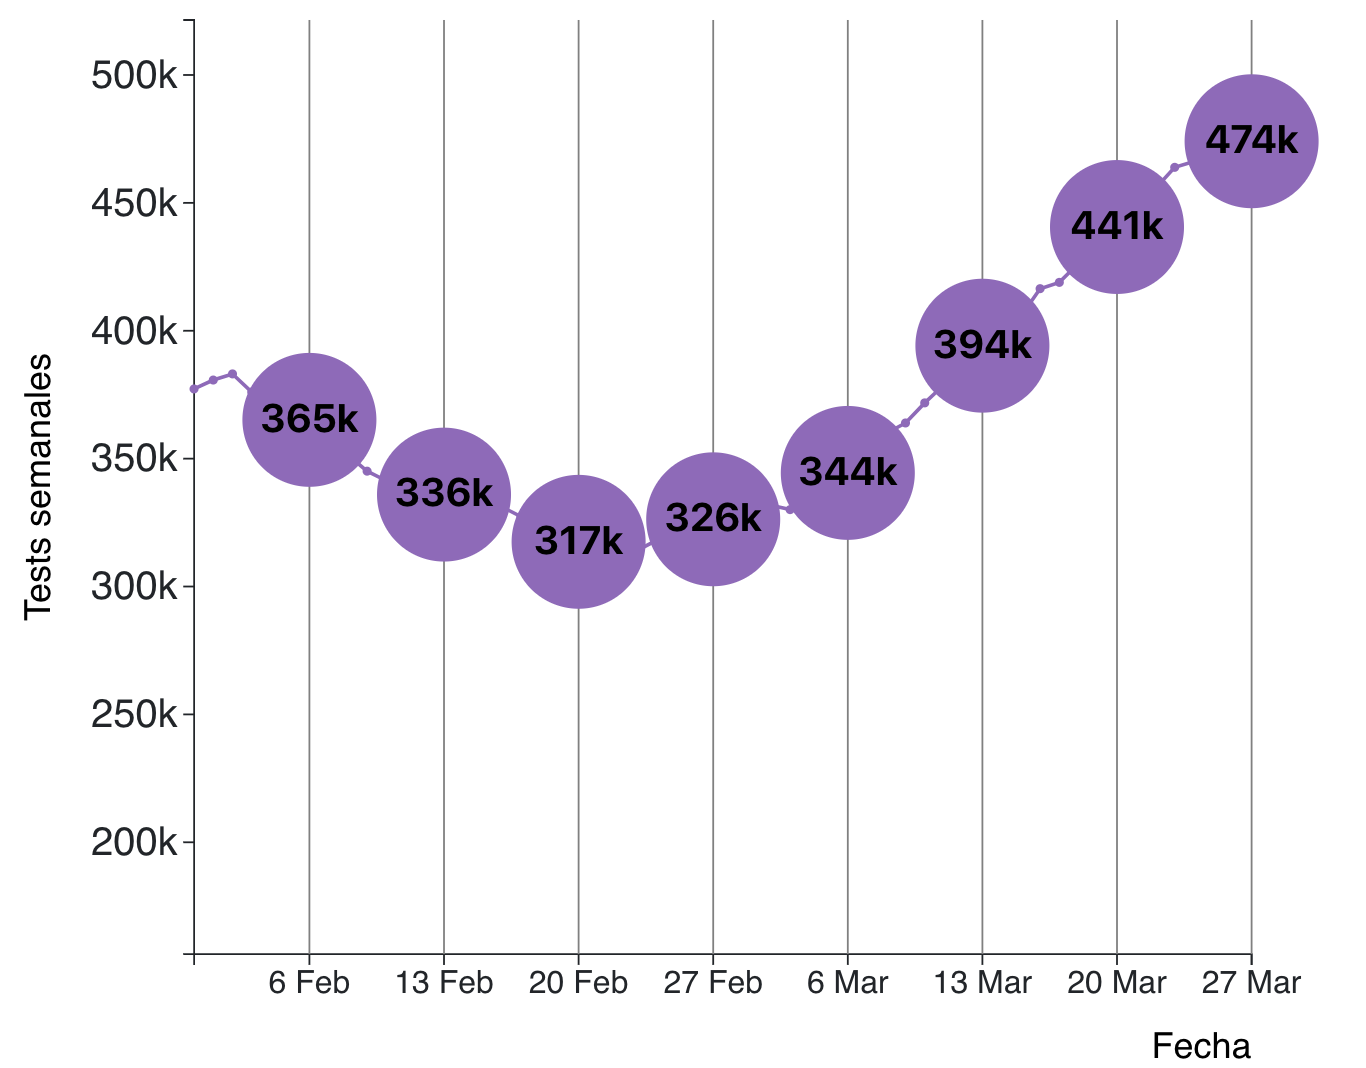 500k
450k
400k
350k
300k
250k
200k
Tests semanales
365k
336k
317k
326k
344k
394k
441k
474k
6 Feb
13 Feb
20 Feb
27 Feb
6 Mar
13 Mar
20 Mar
27 Mar
Fecha